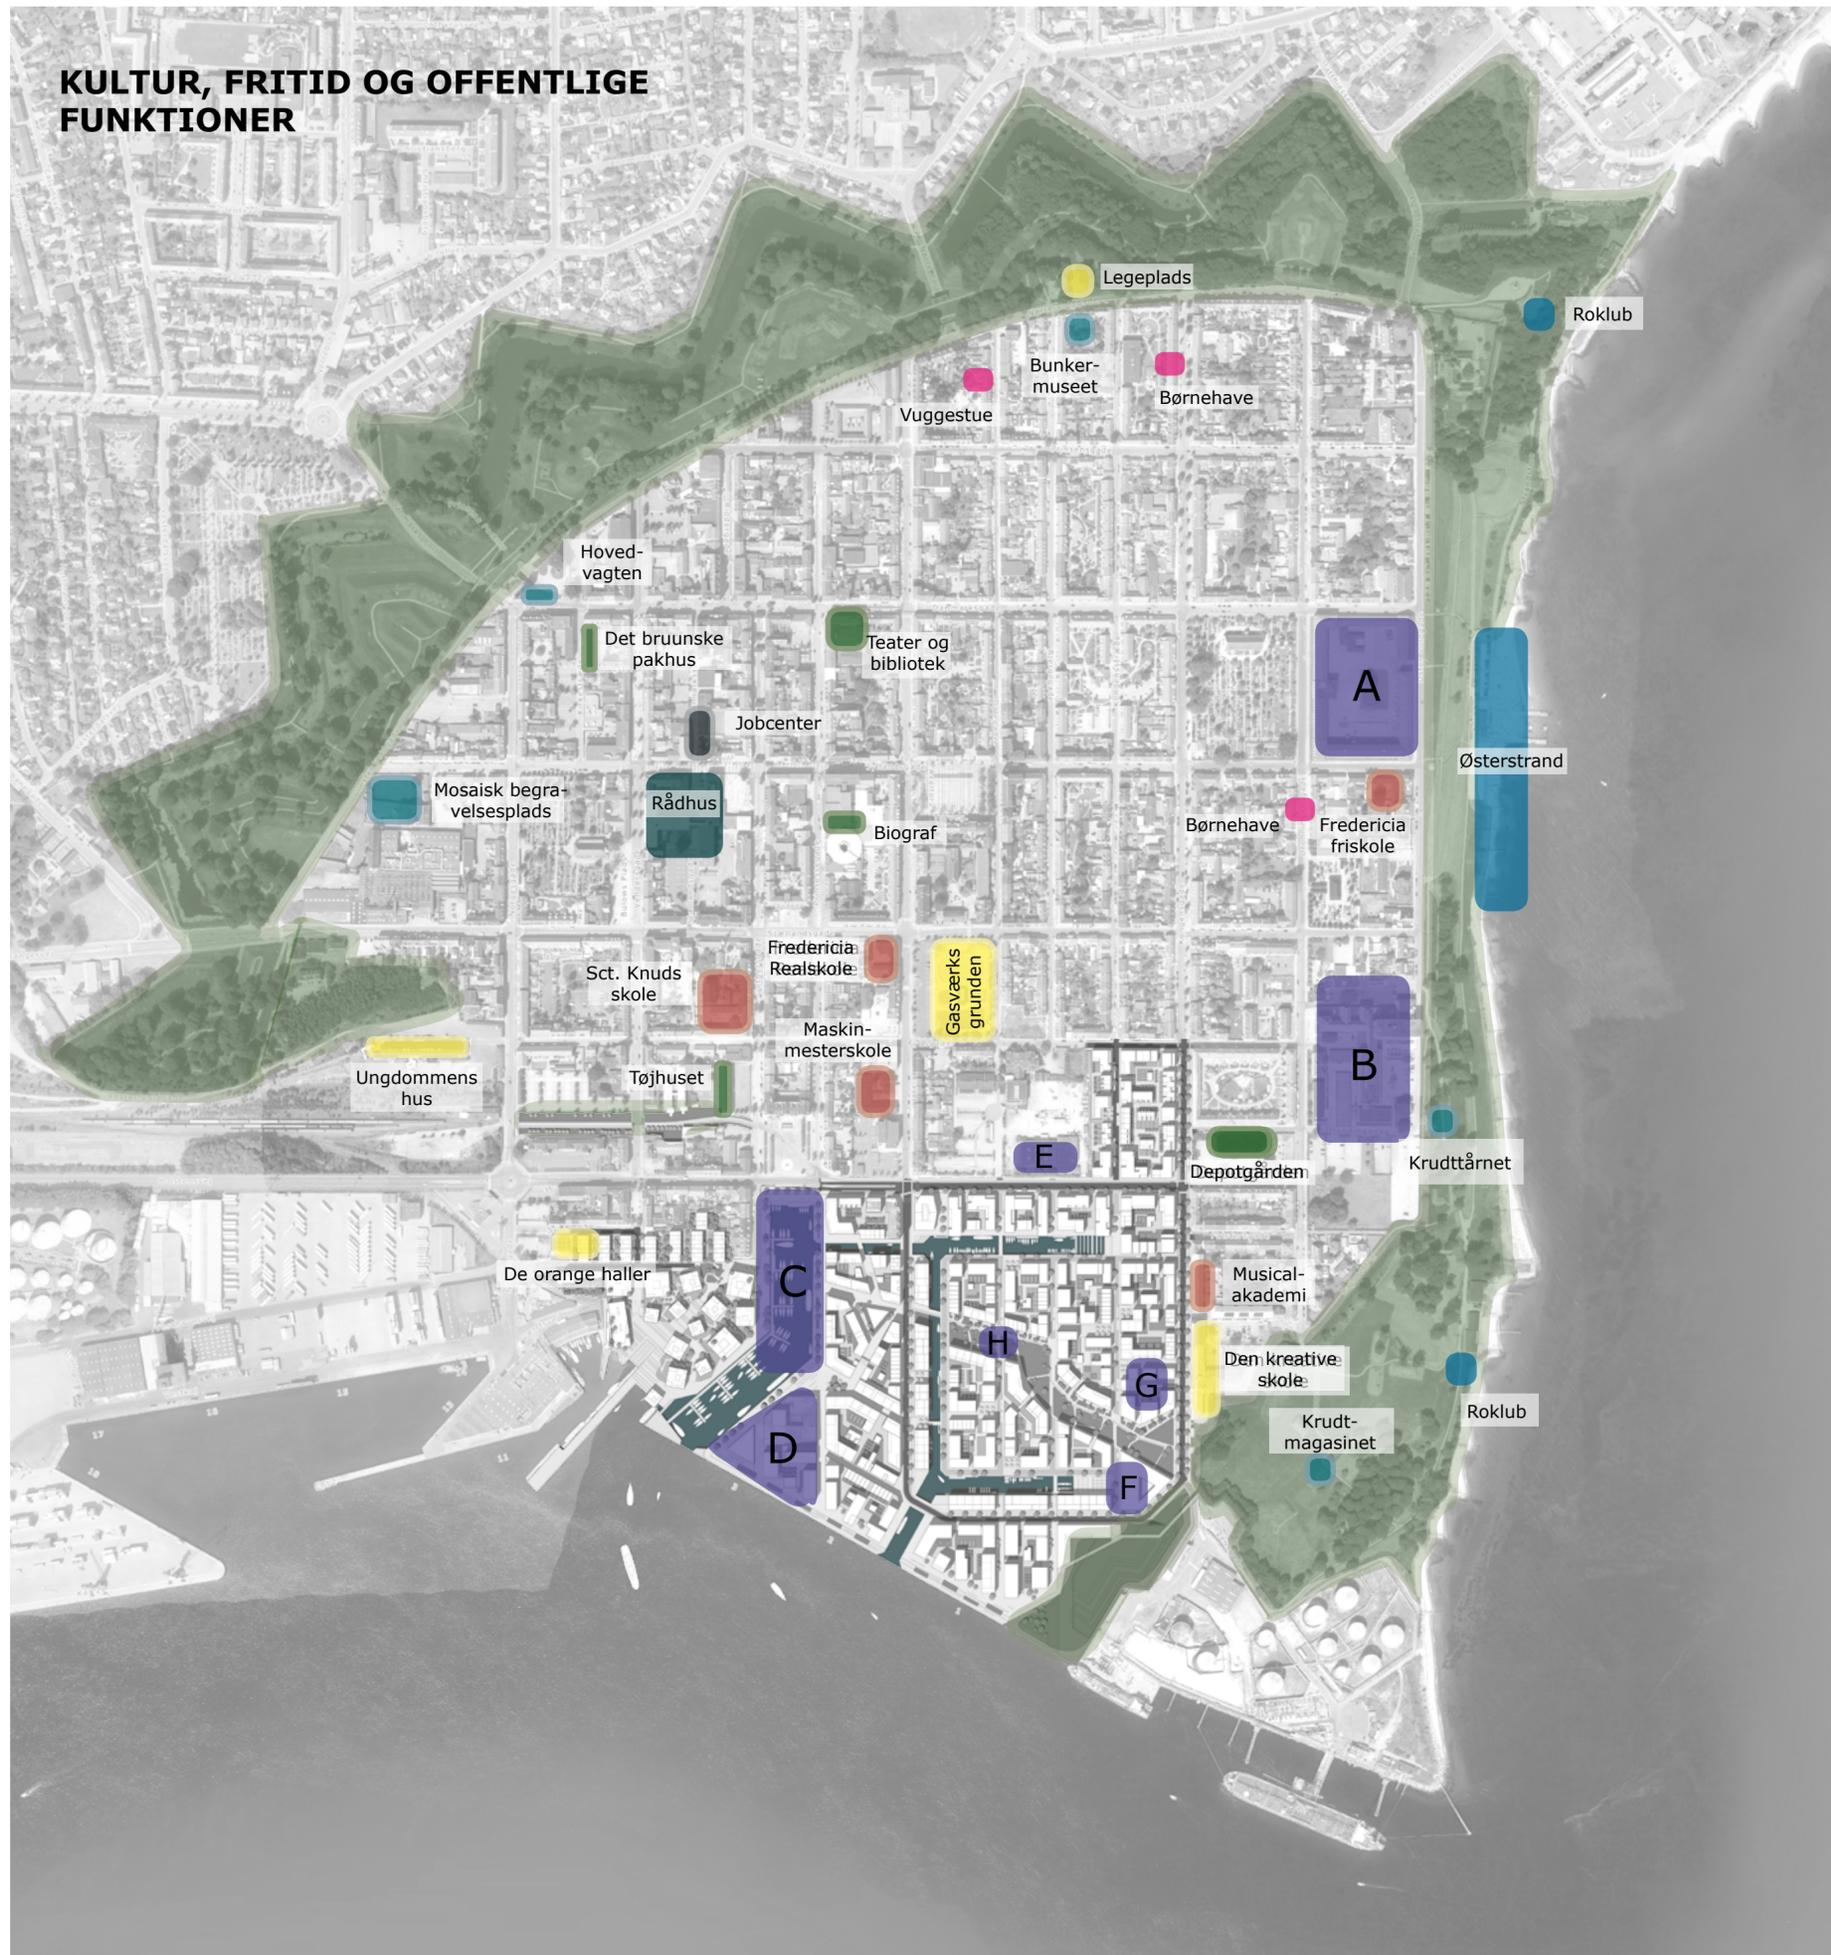 KULTUR, FRITID OG OFFENTLIGE
FUNKTIONER
Legeplads
Roklub
Bunker-
museet
Børnehave
Vuggestue
Hoved-
vagten
Det bruunske
pakhus
Teater og
bibliotek
A
Jobcenter
Østerstrand
Mosaisk begra-
velsesplads
Rådhus
Biograf
Børnehave
Fredericia
friskole
Fredericia
Realskole
Gasværks
grunden
Sct. Knuds
skole
Maskin-
mesterskole
B
Ungdommens
hus
Tøjhuset
E
Depotgården
Krudttårnet
De orange haller
C
Musical-
akademi
H
G
Den kreative
skole
Roklub
Krudt-
magasinet
D
F